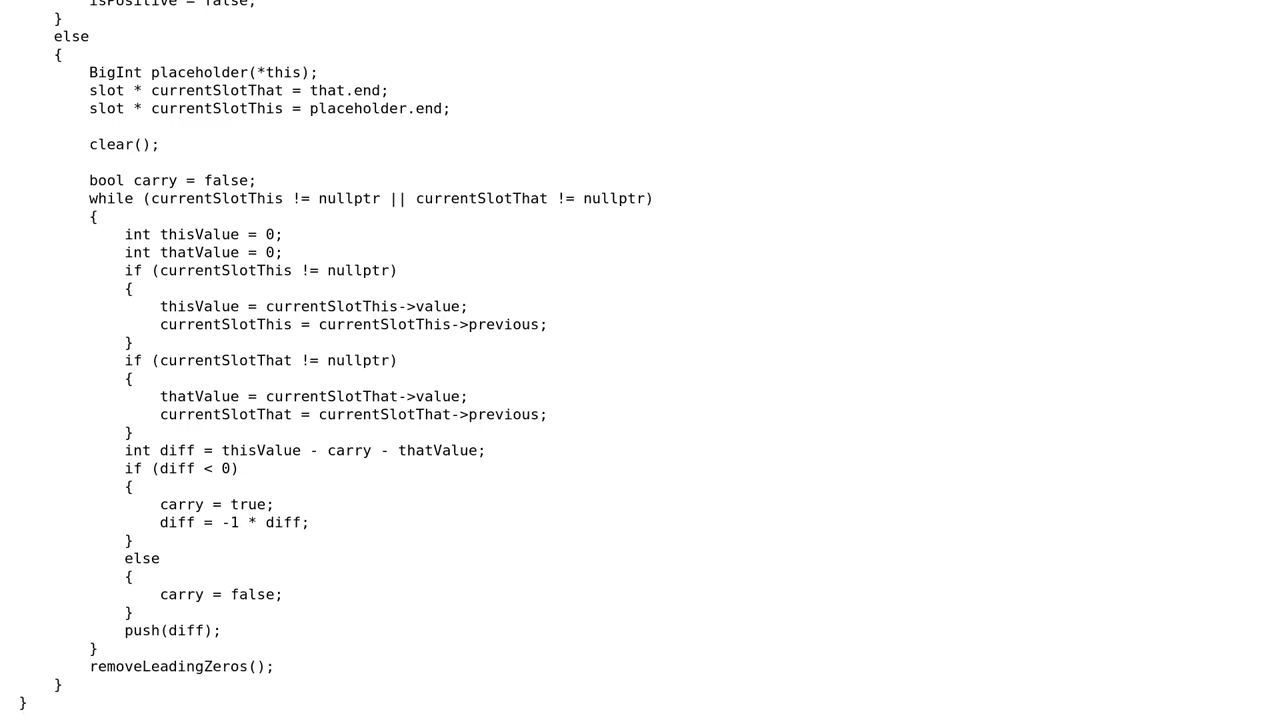 isPositive = false;
}
else
{
BigInt placeholder(*this);
slot * currentSlotThat = that.end;
slot * currentSlotThis = placeholder.end;
clear();
bool carry = false;
while (currentSlotThis != nullptr || currentSlotThat != nullptr)
{
int thisValue = 0;
int thatValue = 0;
if (currentSlotThis != nullptr)
{
thisValue = currentSlotThis->value;
currentSlotThis = currentSlotThis->previous;
}
if (currentSlotThat != nullptr)
{
thatValue = currentSlotThat->value;
currentSlotThat = currentSlotThat->previous;
}
int diff = thisValue - carry - thatValue;
if (diff < 0)
{
carry = true;
diff = -1 * diff;
}
else
{
carry = false;
}
push(diff);
}
removeLeadingZeros();
}
}